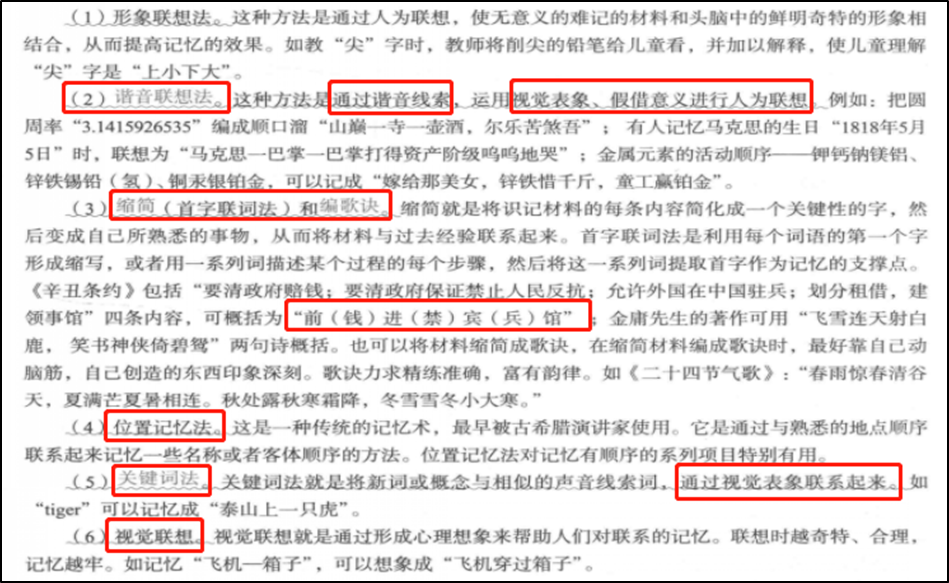 （1）形象联想法。这种方法是通过人为联想，使无意义的难记的材料和头脑中的鲜明奇特的形象相
结合，从而提高记忆的效果。如教“尖”字时，教师将削尖的铅笔给儿童看，并加以解释，使儿童理解
“尖”字是“上小下大”。
（2）谐音联想法。这种方法是通过谐音线索，运用视觉表象、假借意义进行人为联想。例如：把圆
周率“3.1415926535”编成顺口溜“山巅一寺一壶酒，尔乐苦煞吾”；有人记忆马克思的生日“1818年5月
5日”时，联想为“马克思一巴掌一巴掌打得资产阶级呜呜地哭”；金属元素的活动顺序——钾钙钠镁铝、
锌铁锡铅（氢）、铜汞银铂金，可以记成“嫁给那美女，锌铁惜千斤，童工赢铂金”。
（3）缩简（首字联词法）和编歌诀。缩简就是将识记材料的每条内容简化成一个关键性的字，然
后变成自己所熟悉的事物，从而将材料与过去经验联系起来。首字联词法是利用每个词语的第一个字
形成缩写，或者用一系列词描述某个过程的每个步骤，然后将这一系列词提取首字作为记忆的支撑点。
《辛丑条约》包括“要清政府赔钱；要清政府保证禁止人民反抗；允许外国在中国驻兵；划分租借，建
领事馆”四条内容，可概括为“前（钱）进（禁）宾（兵）馆”；金庸先生的著作可用“飞雪连天射白
鹿，笑书神侠倚碧鸳”两句诗概括。也可以将材料缩简成歌诀，在缩简材料编成歌诀时，最好靠自己动
脑筋，自己创造的东西印象深刻。歌诀力求精练准确，富有韵律。如《二十四节气歌》：“春雨惊春清谷
天，夏满芒夏暑相连。秋处露秋寒霜降，冬雪雪冬小大寒。”
（4）位置记忆法。这是一种传统的记忆术，最早被古希腊演讲家使用。它是通过与熟悉的地点顺序
联系起来记忆一些名称或者客体顺序的方法。位置记忆法对记忆有顺序的系列项目特别有用。
（5）关键词法。关键词法就是将新词或概念与相似的声音线索词，通过视觉表象联系起来。如
“tiger”可以记忆成“泰山上一只虎”。
（6）视觉联想。视觉联想就是通过形成心理想象来帮助人们对联系的记忆。联想时越奇特、合理，
记忆越牢。如记忆“飞机—箱子”，可以想象成“飞机穿过箱子”。